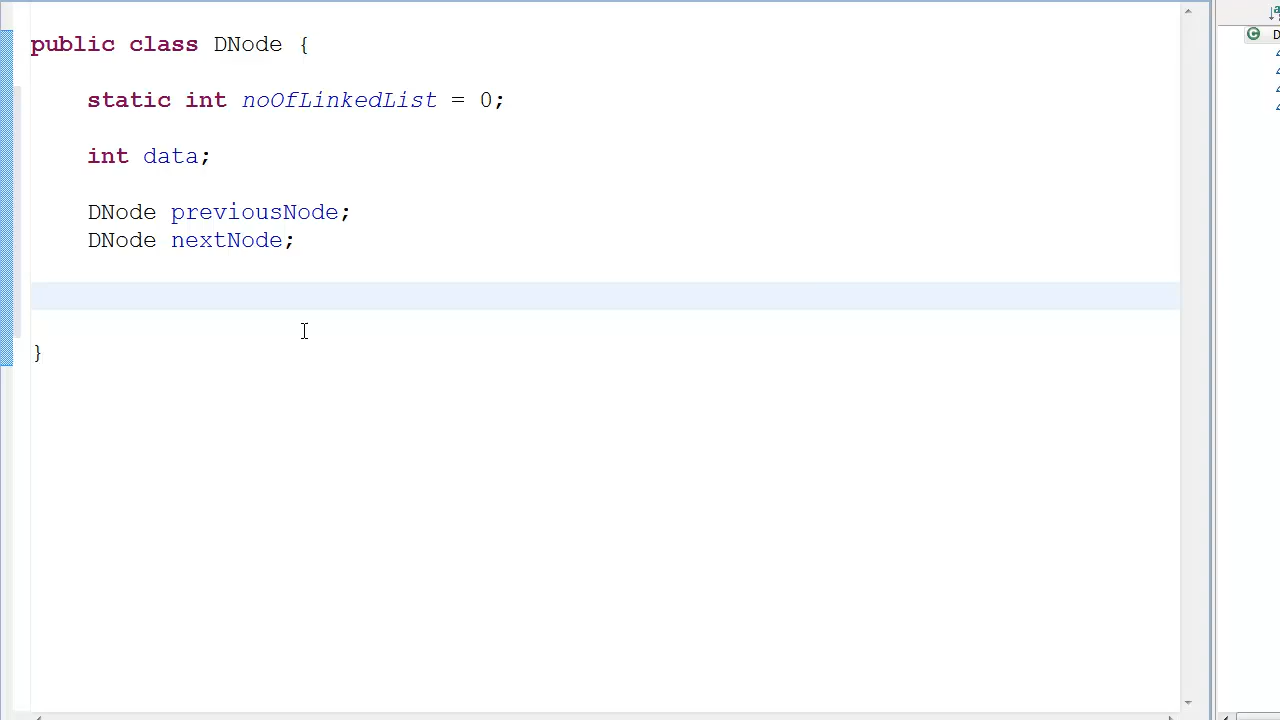 public class DNode {
static int noOfLinkedList = 0;
int data;
DNode previousNode;
DNode nextNode;
}